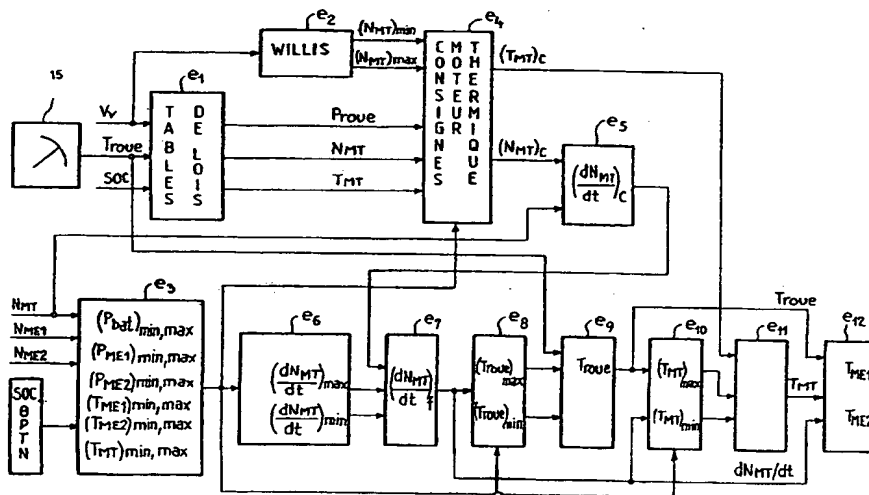 15
e1
e2
(NMT)min
(NMT)max
WILLIS
Vv
Troue
SOC
TABLES
DE LOIS
Proue
NMT
TMT
e4
CONSIGNES
MOTEUR
THERMIQUE
(TMT)C
(NMT)C
e5
(dNMT/dt)C
NMT
NME1
NME2
SOC
θPTN
e3
(Pbat)min,max
(PME1)min,max
(PME2)min,max
(TME1)min,max
(TME2)min,max
(TMT)min,max
e6
(dNMT/dt)max
(dNMT/dt)min
e7
(dNMT/dt)f
e8
(Troue)max
(Troue)min
e9
Troue
e10
(TMT)max
(TMT)min
e11
Troue
TMT
dNMT/dt
e12
TME1
TME2